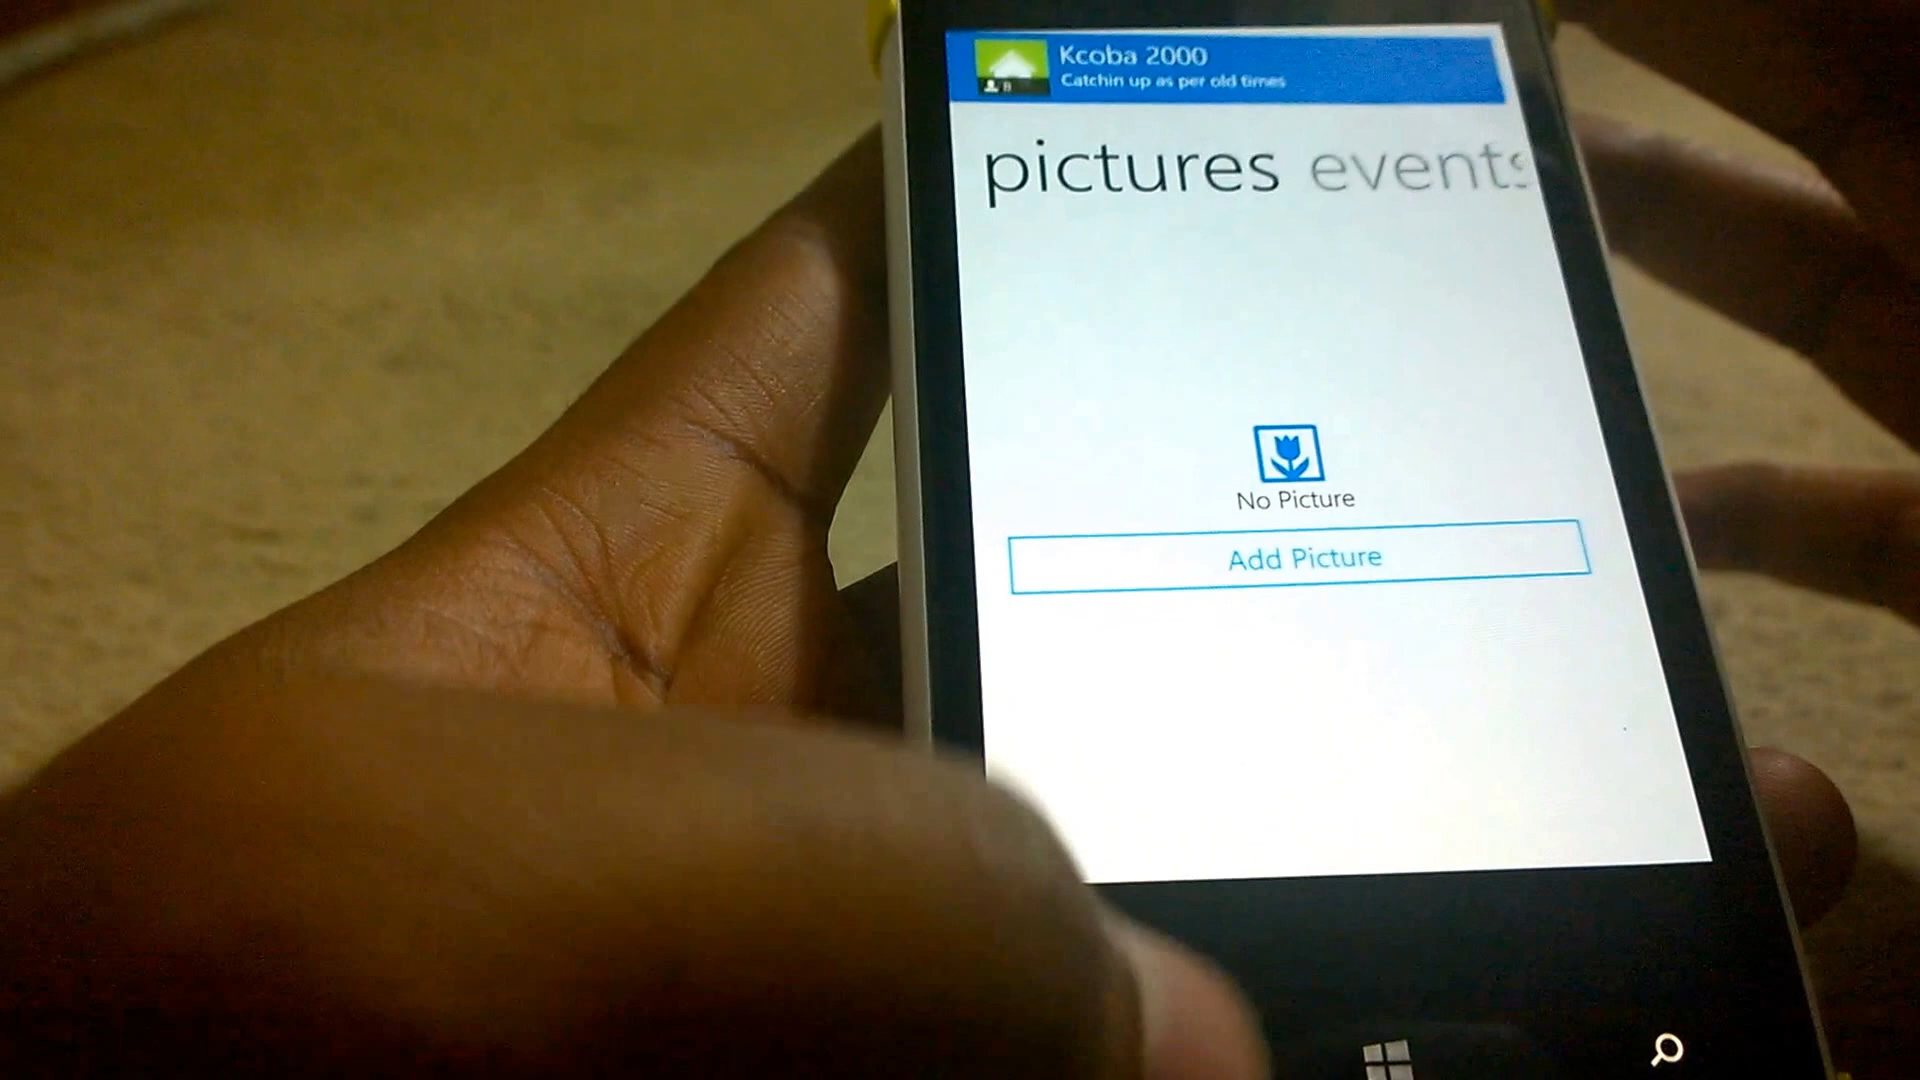 Kcoba 2000
Catchin up as per old times
pictures events
No Picture
Add Picture